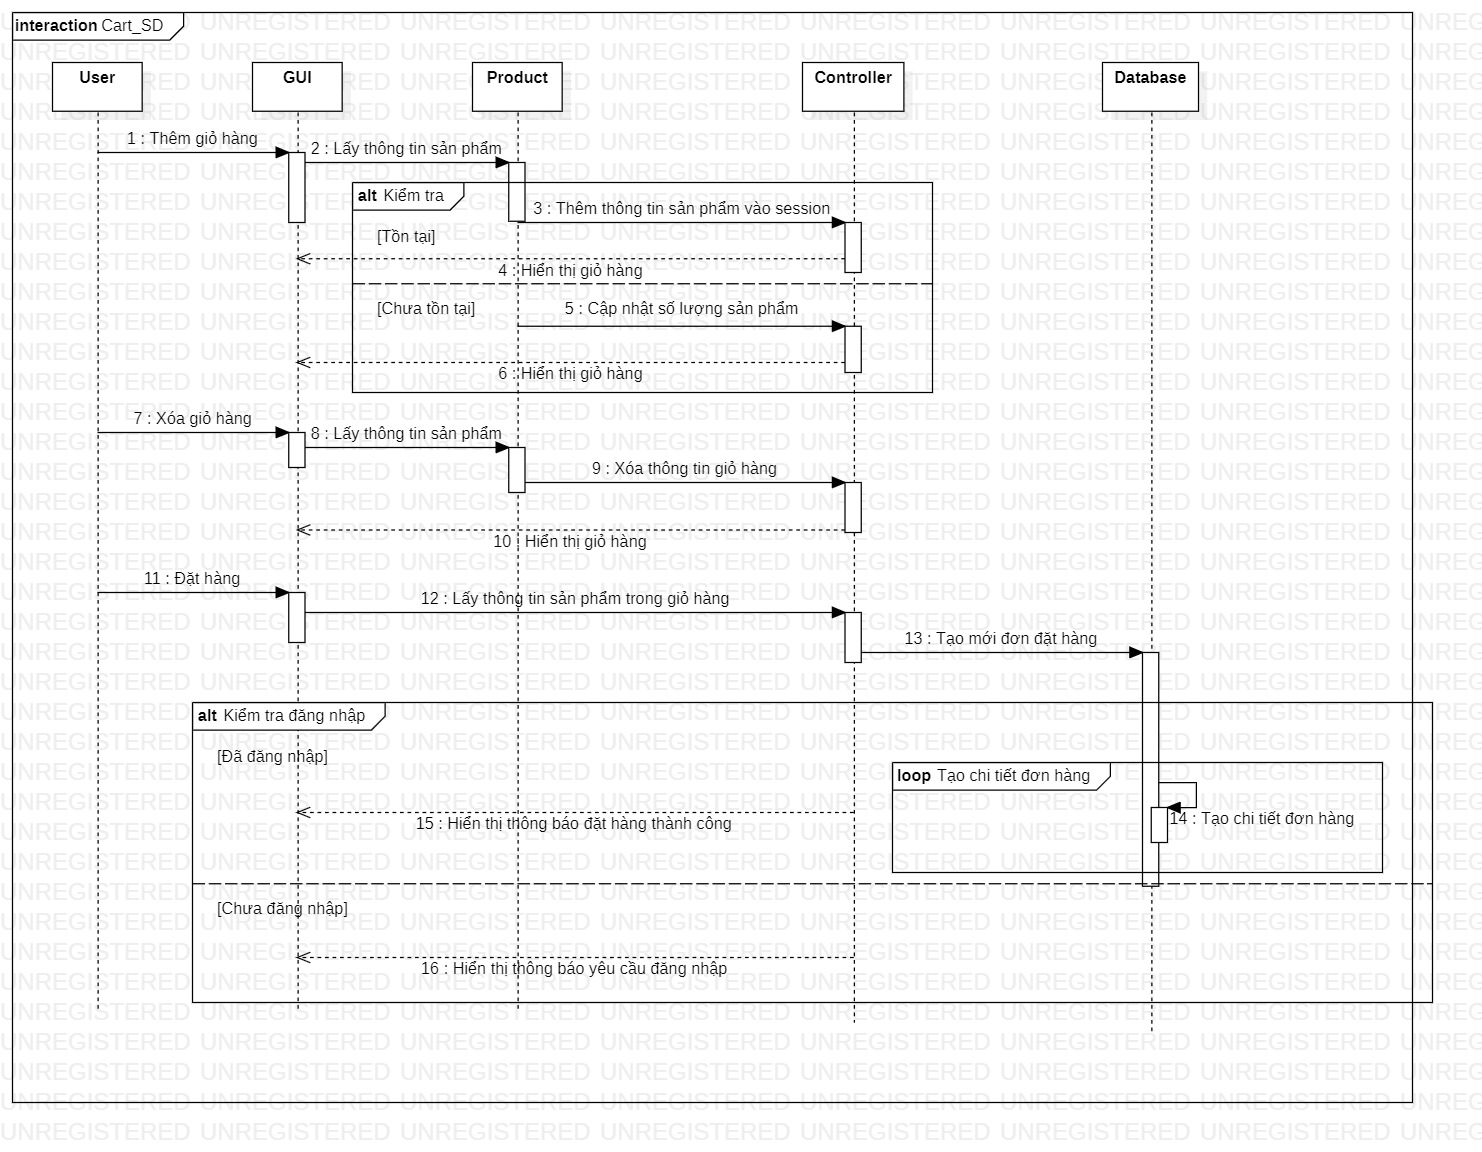 interaction Cart_SD
User
GUI
Product
Controller
Database
1 : Thêm giỏ hàng
2 : Lấy thông tin sản phẩm
alt Kiểm tra
3 : Thêm thông tin sản phẩm vào session
[Tồn tại]
4 : Hiển thị giỏ hàng
[Chưa tồn tại]
5 : Cập nhật số lượng sản phẩm
6 : Hiển thị giỏ hàng
7 : Xóa giỏ hàng
8 : Lấy thông tin sản phẩm
9 : Xóa thông tin giỏ hàng
10 : Hiển thị giỏ hàng
11 : Đặt hàng
12 : Lấy thông tin sản phẩm trong giỏ hàng
13 : Tạo mới đơn đặt hàng
alt Kiểm tra đăng nhập
[Đã đăng nhập]
loop Tạo chi tiết đơn hàng
14 : Tạo chi tiết đơn hàng
15 : Hiển thị thông báo đặt hàng thành công
[Chưa đăng nhập]
16 : Hiển thị thông báo yêu cầu đăng nhập
UNREGISTERED